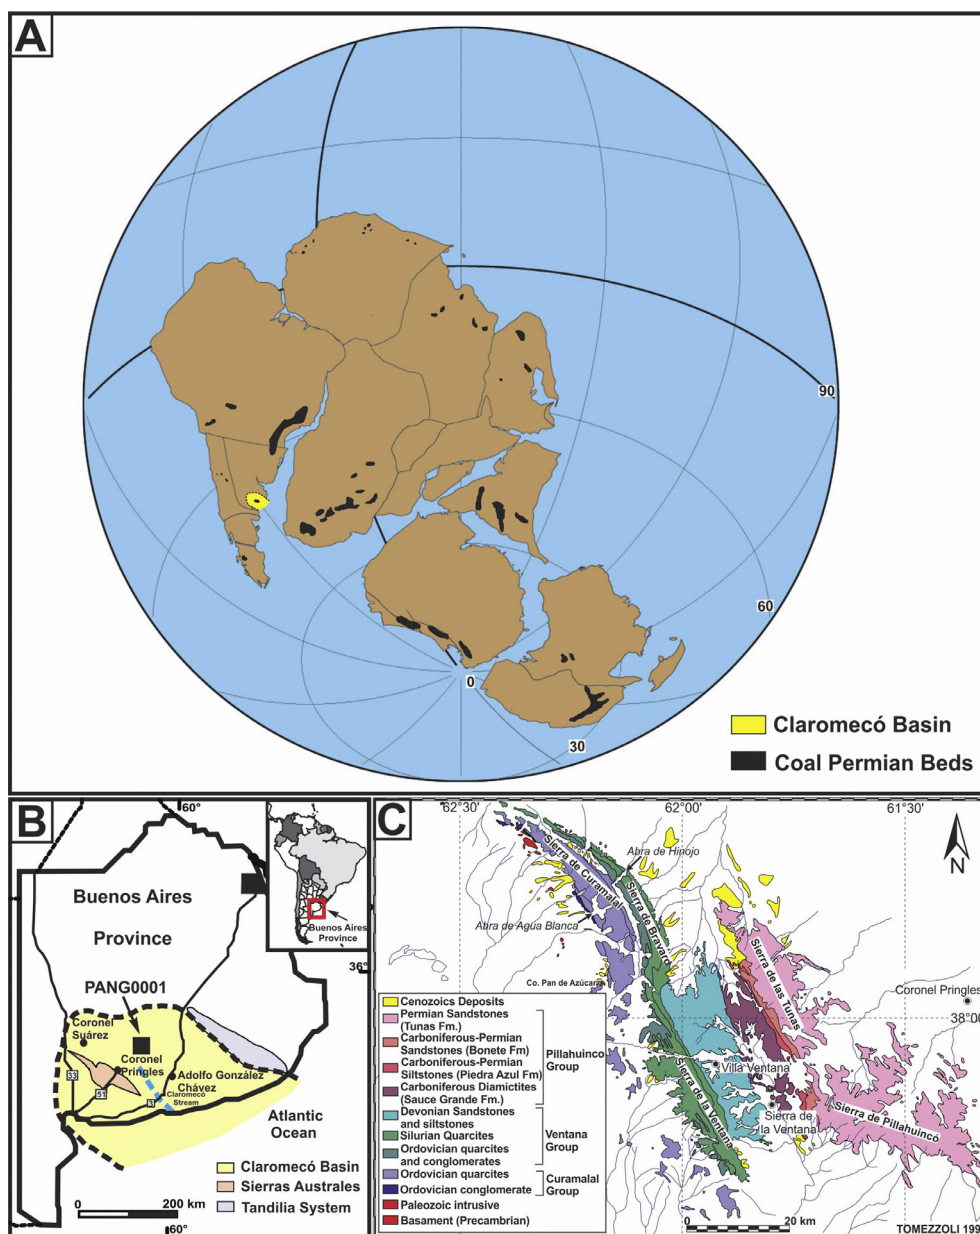 A
90
60
0
30
Claromecó Basin
Coal Permian Beds
B
60°
Buenos Aires
Province
Buenos Aires
Province
36°
PANG0001
Coronel
Suárez
Coronel
Pringles
Adolfo González
Chávez
Claromecó
Stream
33
51
3
Atlantic
Ocean
Claromecó Basin
Sierras Australes
Tandilia System
0
200 km
60°
C
62°30'
62°00'
61°30'
N
Abra de Hinojo
Sierra de Curamalal
Sierra de Bravard
Abra de Agua Blanca
Sierra de las Tunas
Co. Pan de Azúcar
Coronel Pringles
38°00'
Villa Ventana
Sierra de la Ventana
Sierra de
la Ventana
Sierra de Pillahuincó
Cenozoics Deposits
Permian Sandstones
(Tunas Fm.)
Carboniferous-Permian
Sandstones (Bonete Fm)
Carboniferous-Permian
Siltstones (Piedra Azul Fm)
Carboniferous Diamictites
(Sauce Grande Fm.)
Pillahuinco
Group
Devonian Sandstones
and siltstones
Silurian Quarcites
Ordovician quarcites
and conglomerates
Ventana
Group
Ordovician quarcites
Ordovician conglomerate
Curamalal
Group
Paleozoic intrusive
Basament (Precambrian)
0
20 km
TOMEZZOLI 199